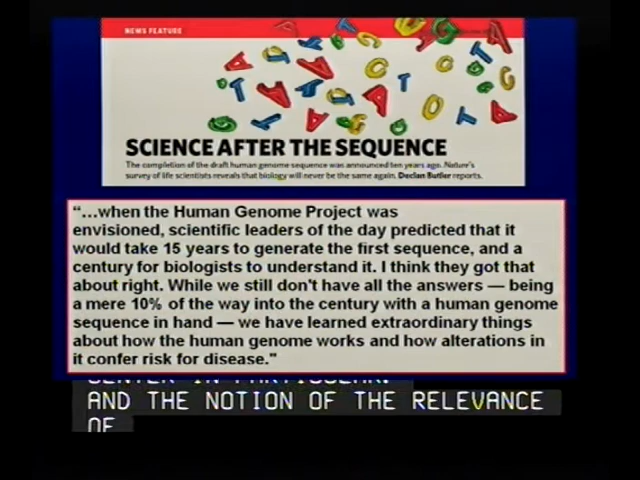 NEWS FEATURE
SCIENCE AFTER THE SEQUENCE
The completion of the draft human genome sequence was announced ten years ago. Nature's
survey of life scientists reveals that biology will never be the same again. Declan Butler reports.
“…when the Human Genome Project was
envisioned, scientific leaders of the day predicted that it
would take 15 years to generate the first sequence, and a
century for biologists to understand it. I think they got that
about right. While we still don't have all the answers — being
a mere 10% of the way into the century with a human genome
sequence in hand — we have learned extraordinary things
about how the human genome works and how alterations in
it confer risk for disease."
CENTER IN PARTICULAR.
AND THE NOTION OF THE RELEVANCE
OF